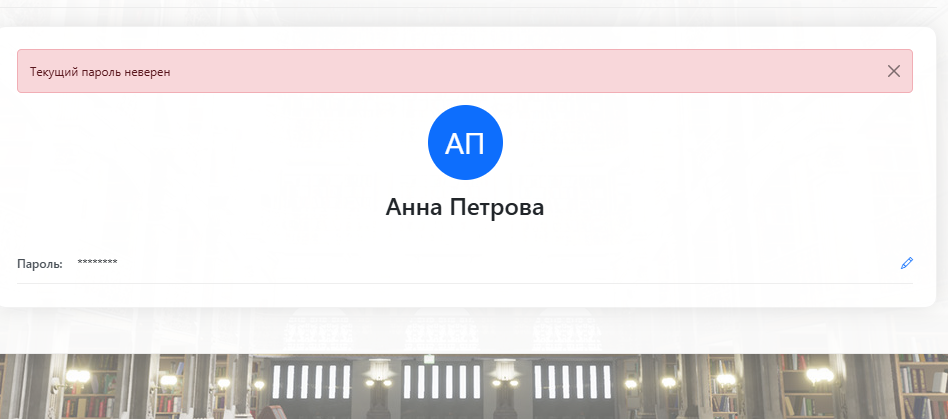 Текущий пароль неверен
АП
Анна Петрова
Пароль: ********